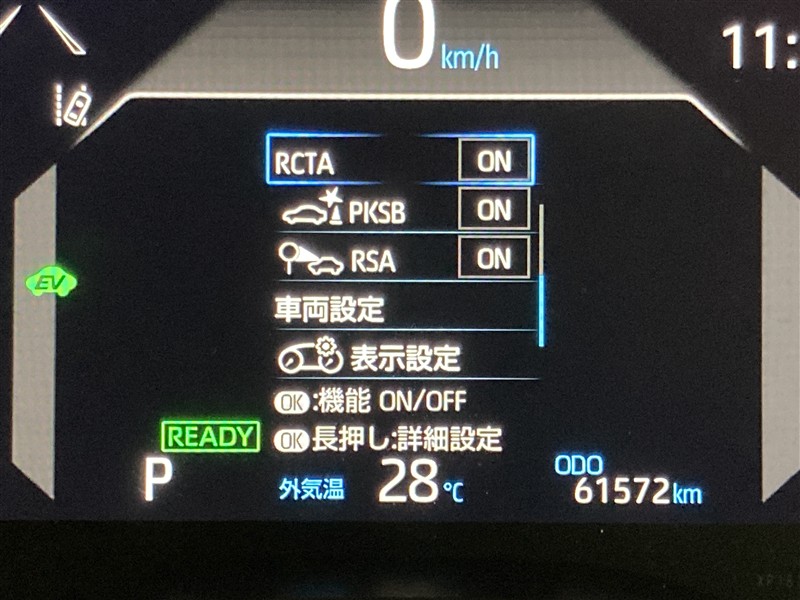 0 km/h
11:
RCTA ON
PKSB ON
RSA ON
EV
車両設定
表示設定
OK:機能 ON/OFF
READY
OK長押し:詳細設定
P
外気温 28℃
ODO
61572km